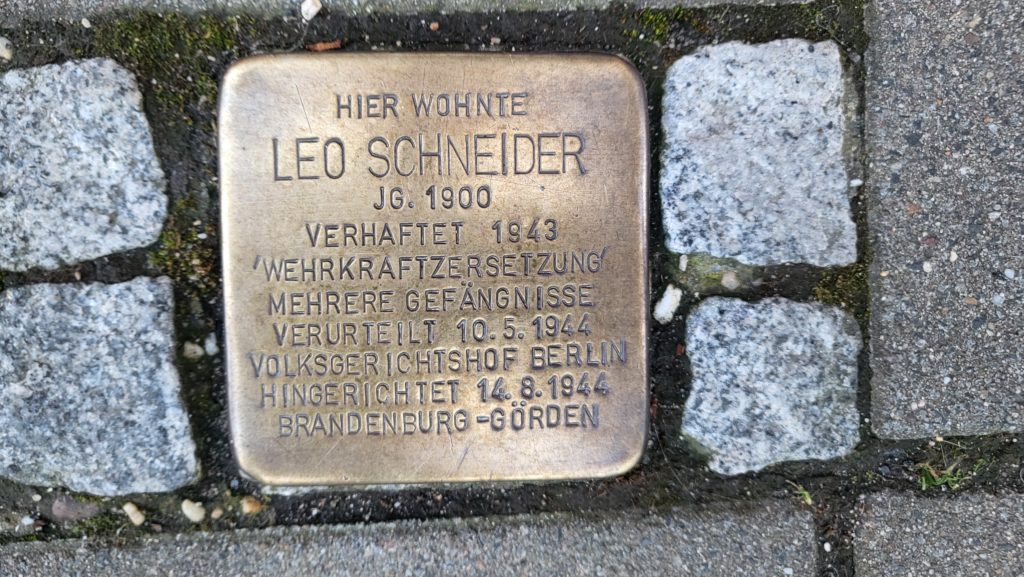 HIER WOHNTE
LEO SCHNEIDER
JG. 1900
VERHAFTET 1943
'WEHRKRAFTZERSETZUNG'
MEHRERE GEFÄNGNISSE
VERURTEILT 10.5.1944
VOLKSGERICHTSHOF BERLIN
HINGERICHTET 14.8.1944
BRANDENBURG-GÖRDEN